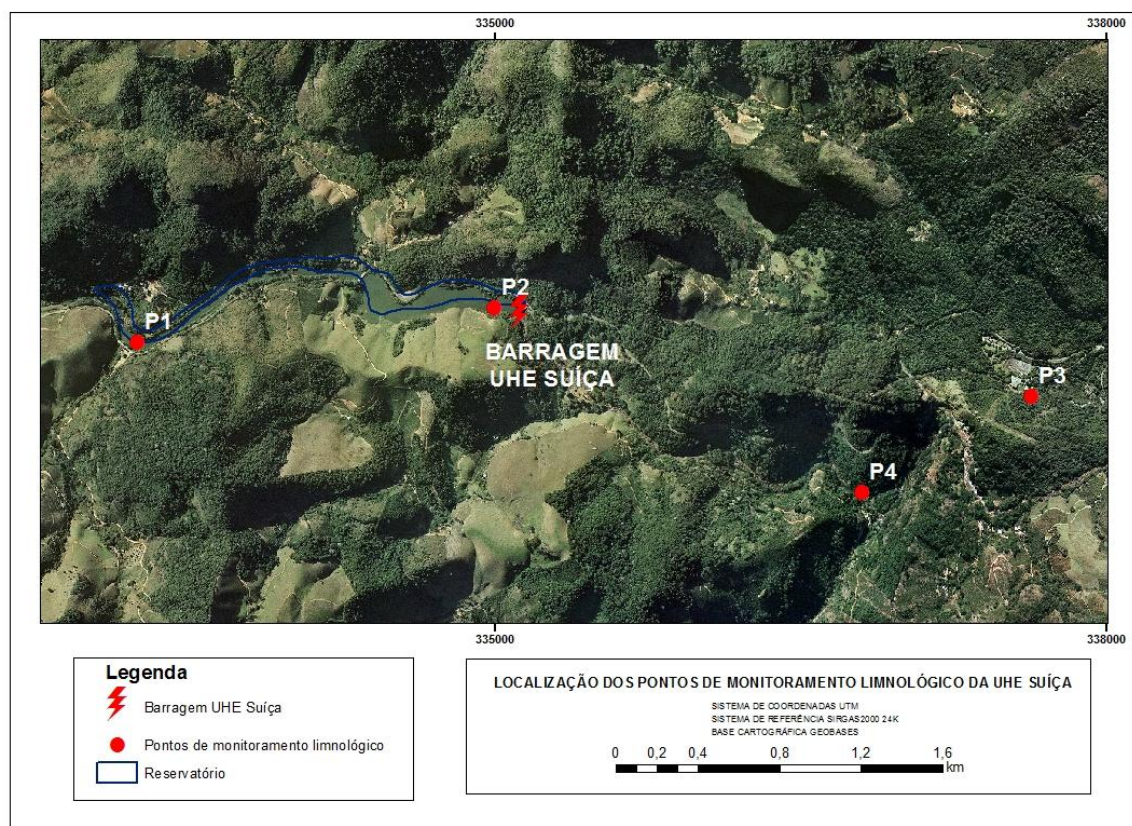 335000
338000
P1
P2
BARRAGEM
UHE SUÍÇA
P3
P4
335000
338000
Legenda
Barragem UHE Suíça
Pontos de monitoramento limnológico
Reservatório
LOCALIZAÇÃO DOS PONTOS DE MONITORAMENTO LIMNOLÓGICO DA UHE SUÍÇA
SISTEMA DE COORDENADAS UTM
SISTEMA DE REFERÊNCIA SIRGAS2000 24K
BASE CARTOGRÁFICA GEOBASES
0 0,2 0,4 0,8 1,2 1,6
km